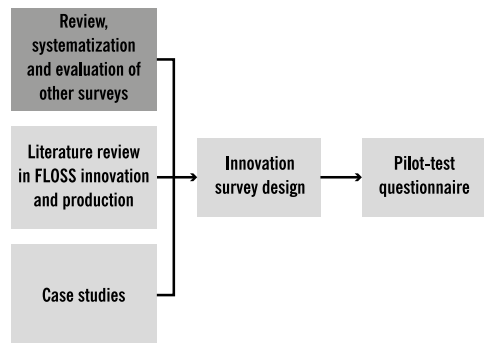 Review,
systematization
and evaluation of
other surveys
Literature review
in FLOSS innovation
and production
Case studies
Innovation
survey design
Pilot-test
questionnaire